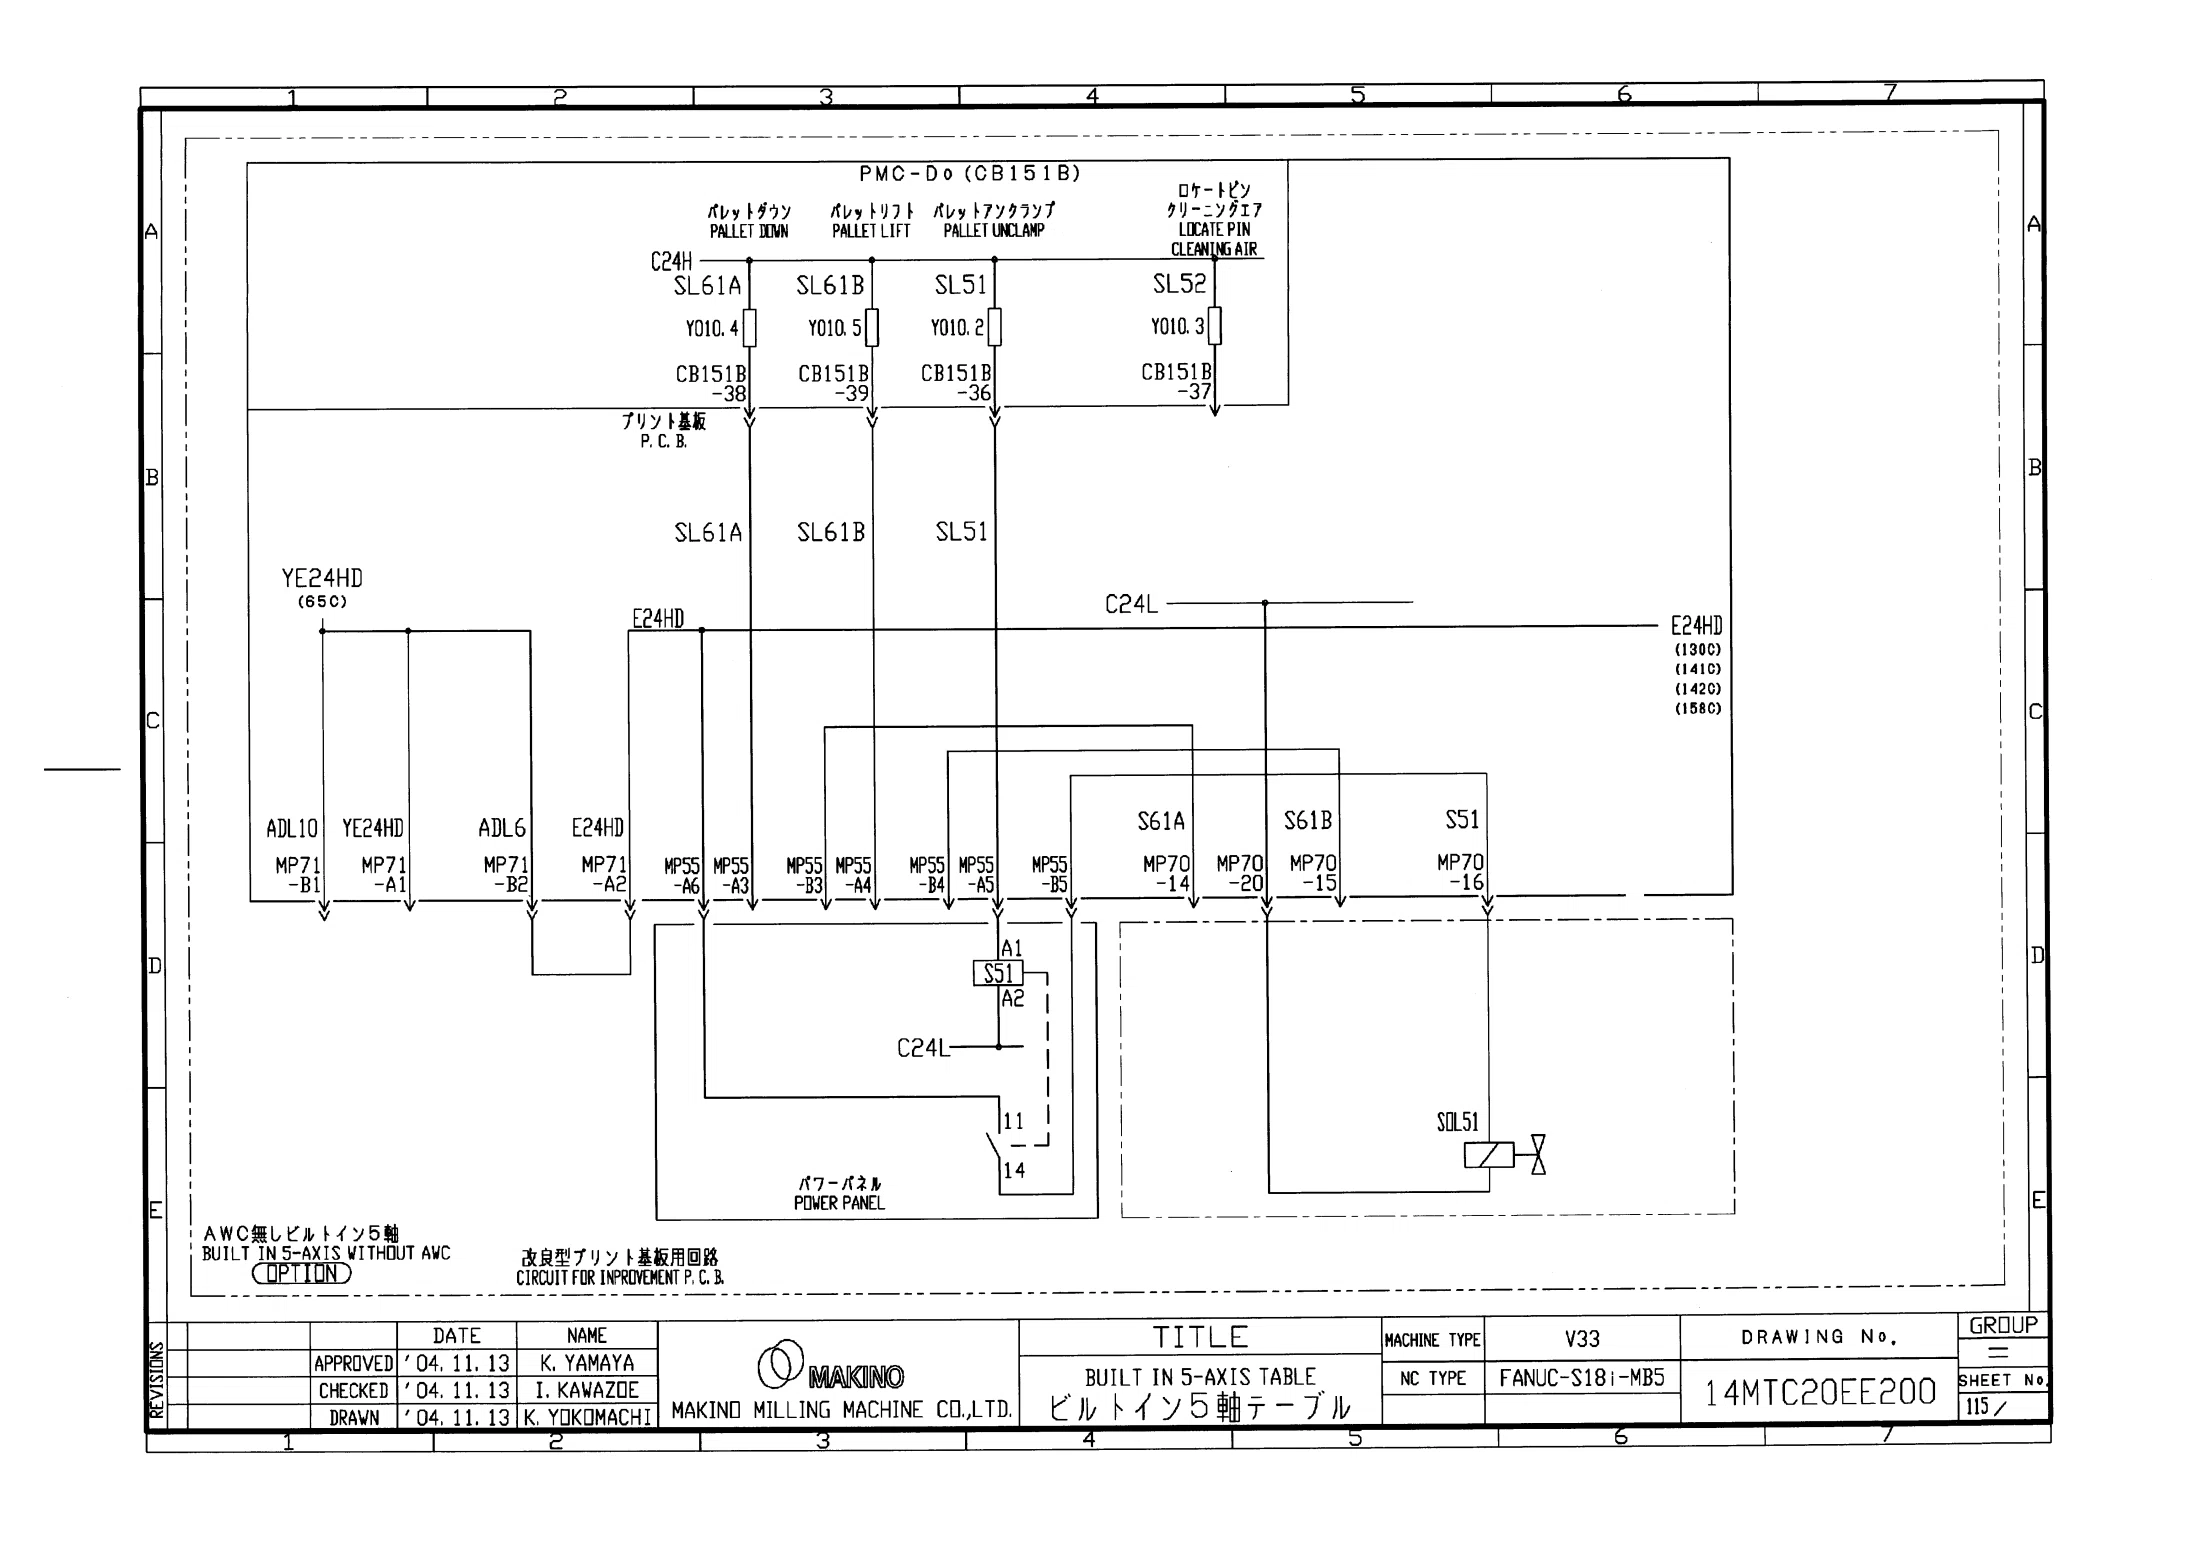 1 2 3 4 5 6 7
A
B
C
D
E
PMC-Do (CB151B)
パレットダウン
PALLET DOWN
パレットリフト
PALLET LIFT
パレットアンクランプ
PALLET UNCLAMP
ロケートピン
クリーニングエア
LOCATE PIN
CLEANING AIR
C24H
SL61A
SL61B
SL51
SL52
Y010.4
Y010.5
Y010.2
Y010.3
CB151B
-38
CB151B
-39
CB151B
-36
CB151B
-37
プリント基板
P.C.B.
SL61A
SL61B
SL51
YE24HD
(65C)
E24HD
C24L
E24HD
(130C)
(141C)
(142C)
(158C)
ADL10
YE24HD
ADL6
E24HD
S61A
S61B
S51
MP71
-B1
MP71
-A1
MP71
-B2
MP71
-A2
MP55
-A6
MP55
-A3
MP55
-B3
MP55
-A4
MP55
-B4
MP55
-A5
MP55
-B5
MP70
-14
MP70
-20
MP70
-15
MP70
-16
A1
S51
A2
C24L
11
14
SOL51
パワーパネル
POWER PANEL
AWC無しビルトイン5軸
BUILT IN 5-AXIS WITHOUT AWC
OPTION
改良型プリント基板用回路
CIRCUIT FOR INPROVEMENT P.C.B.
A
B
C
D
E
REVISIONS
DATE NAME
APPROVED '04.11.13 K. YAMAYA
CHECKED '04.11.13 I. KAWAZOE
DRAWN '04.11.13 K. YOKOMACHI
MAKINO
MAKINO MILLING MACHINE CO.,LTD.
TITLE
BUILT IN 5-AXIS TABLE
ビルトイン5軸テーブル
MACHINE TYPE V33
NC TYPE FANUC-S18i-MB5
DRAWING No.
14MTC20EE200
GROUP
=
SHEET No.
115/
1 2 3 4 5 6 7